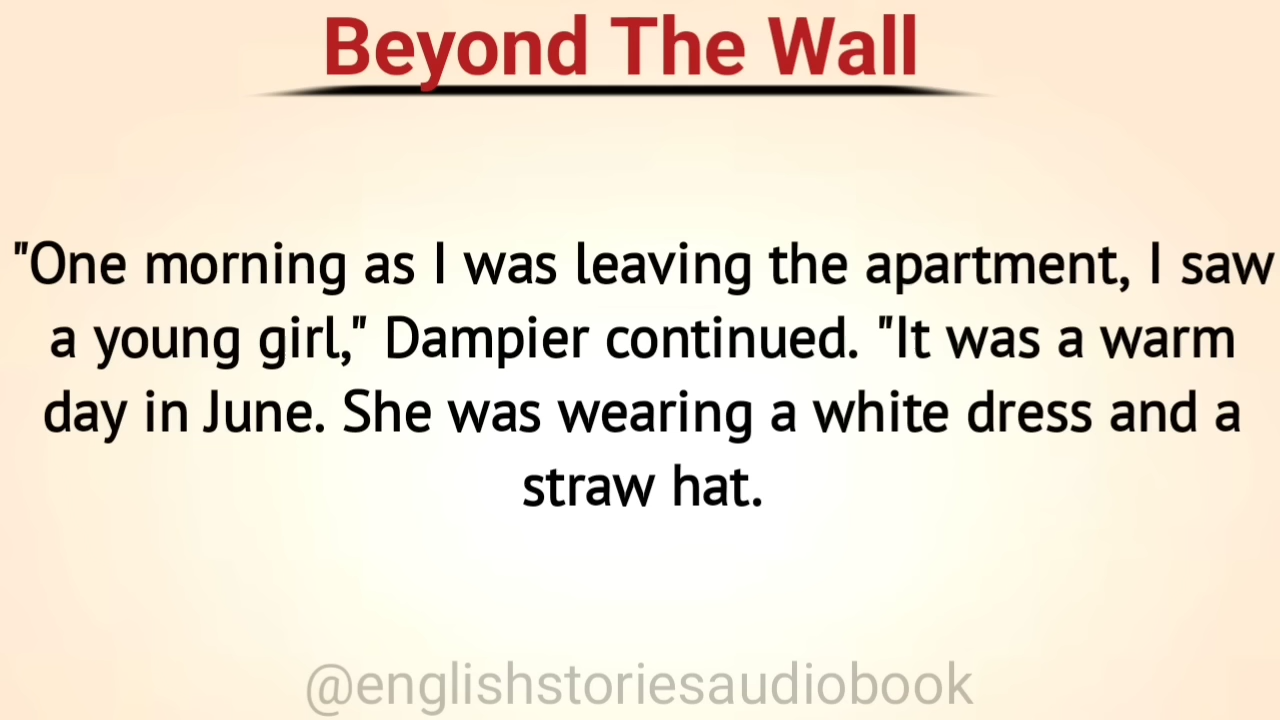 Beyond The Wall
"One morning as I was leaving the apartment, I saw
a young girl," Dampier continued. "It was a warm
day in June. She was wearing a white dress and a
straw hat.
@englishstoriesaudiobook